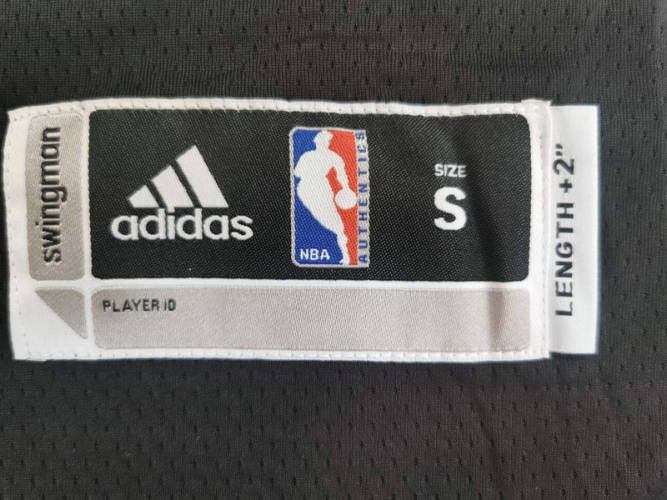 swingman
adidas
NBA
AUTHENTICS
SIZE
S
LENGTH +2"
PLAYER ID